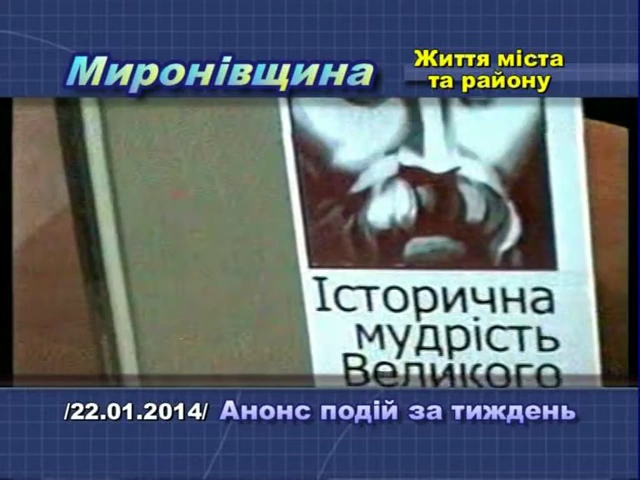 Миронівщина
Життя міста
та району
Історична
мудрість
Великого
/22.01.2014/ Анонс подій за тиждень